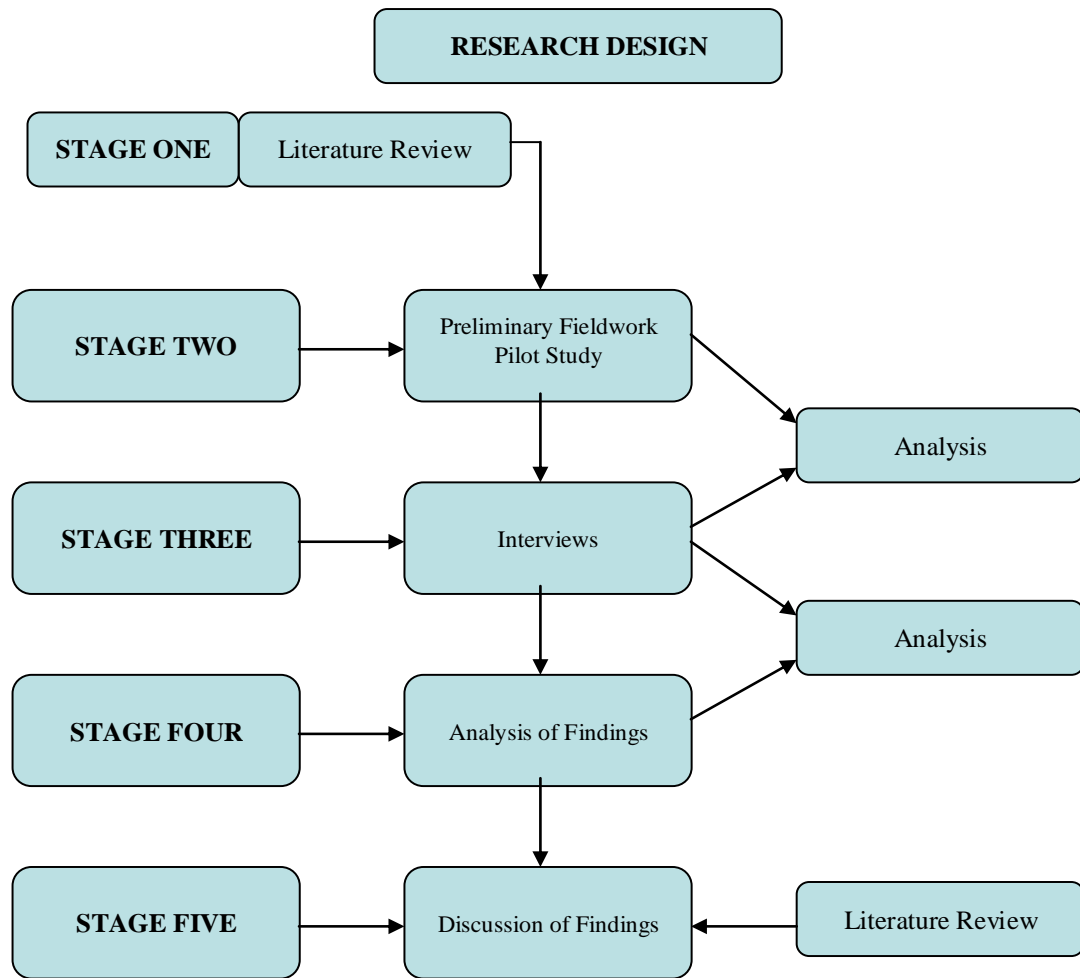 RESEARCH DESIGN
STAGE ONE
Literature Review
STAGE TWO
Preliminary Fieldwork
Pilot Study
Analysis
STAGE THREE
Interviews
Analysis
STAGE FOUR
Analysis of Findings
STAGE FIVE
Discussion of Findings
Literature Review